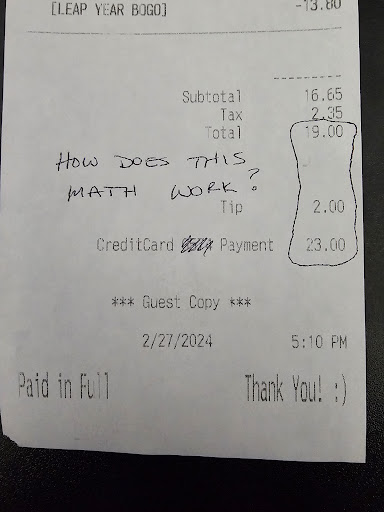 [LEAP YEAR BOGO] -13.80
Subtotal 16.65
Tax 2.35
Total 19.00
HOW DOES THIS
MATH WORK?
Tip 2.00
CreditCard Payment 23.00
*** Guest Copy ***
2/27/2024 5:10 PM
Paid in Full Thank You! :)